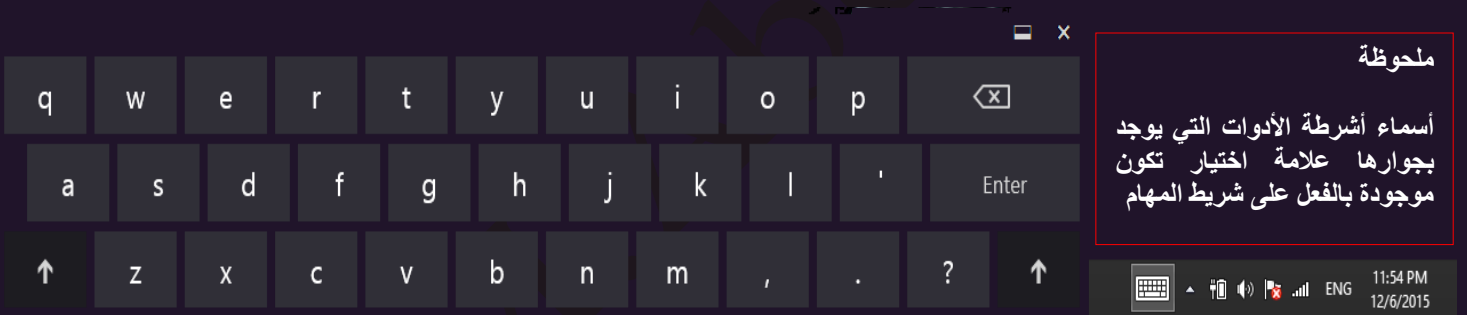 q w e r t y u i o p
a s d f g h j k l ' Enter
z x c v b n m , . ?
ملحوظة
أسماء أشرطة الأدوات التي يوجد
بجوارها علامة اختيار تكون
موجودة بالفعل على شريط المهام
ENG 11:54 PM
12/6/2015